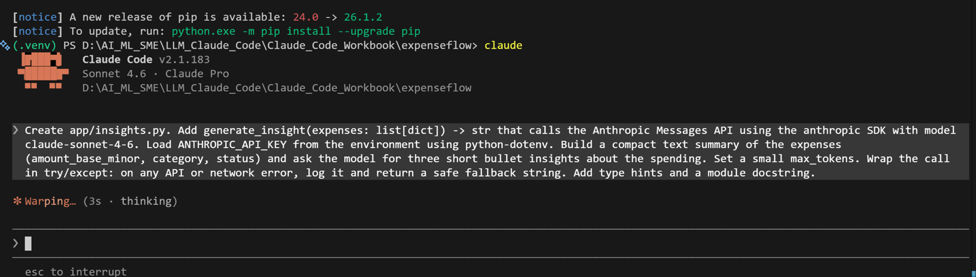 [notice] A new release of pip is available: 24.0 -> 26.1.2
[notice] To update, run: python.exe -m pip install --upgrade pip
(.venv) PS D:\AI_ML_SME\LLM_Claude_Code\Claude_Code_Workbook\expenseflow> claude
Claude Code v2.1.183
Sonnet 4.6 · Claude Pro
D:\AI_ML_SME\LLM_Claude_Code\Claude_Code_Workbook\expenseflow
❯ Create app/insights.py. Add generate_insight(expenses: list[dict]) -> str that calls the Anthropic Messages API using the anthropic SDK with model
claude-sonnet-4-6. Load ANTHROPIC_API_KEY from the environment using python-dotenv. Build a compact text summary of the expenses
(amount_base_minor, category, status) and ask the model for three short bullet insights about the spending. Set a small max_tokens. Wrap the call
in try/except: on any API or network error, log it and return a safe fallback string. Add type hints and a module docstring.
✻ Warping… (3s · thinking)
❯
esc to interrupt